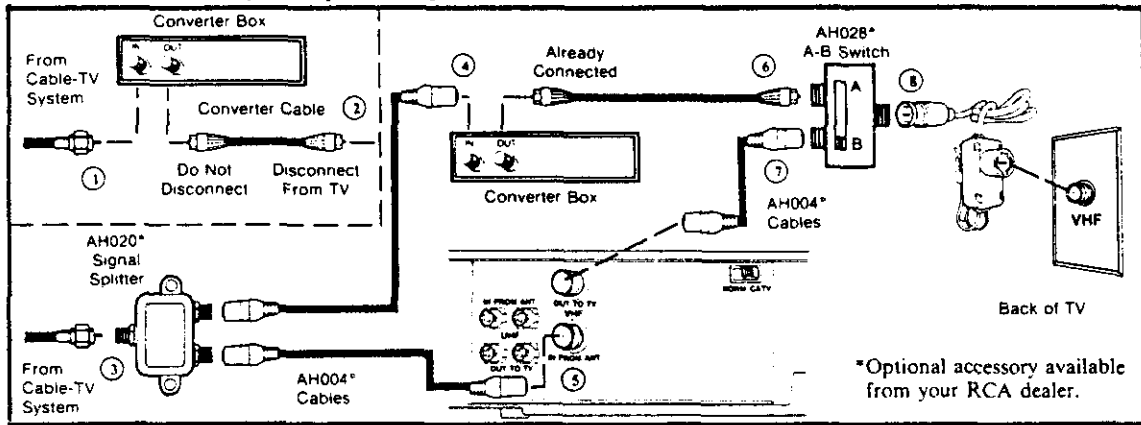 Converter Box
IN OUT
From
Cable-TV
System
Converter Cable
2
1
Do Not
Disconnect
Disconnect
From TV
4
Already
Connected
6
AH028*
A-B Switch
8
A
B
IN OUT
Converter Box
7
AH004*
Cables
VHF
Back of TV
AH020*
Signal
Splitter
3
From
Cable-TV
System
AH004*
Cables
IN FROM ANT
UHF
OUT TO TV
OUT TO TV
VHF
IN FROM ANT
5
NORM CATV
*Optional accessory available
from your RCA dealer.